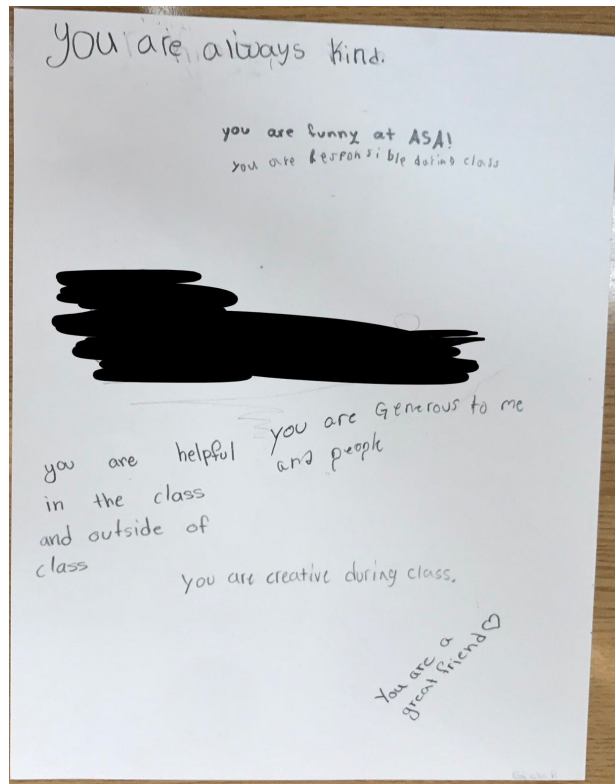 you are always kind.
you are funny at ASA!
you are Responsible during class
you are Generous to me
and people
you are helpful
in the class
and outside of
class
you are creative during class.
You are a
great friend♡